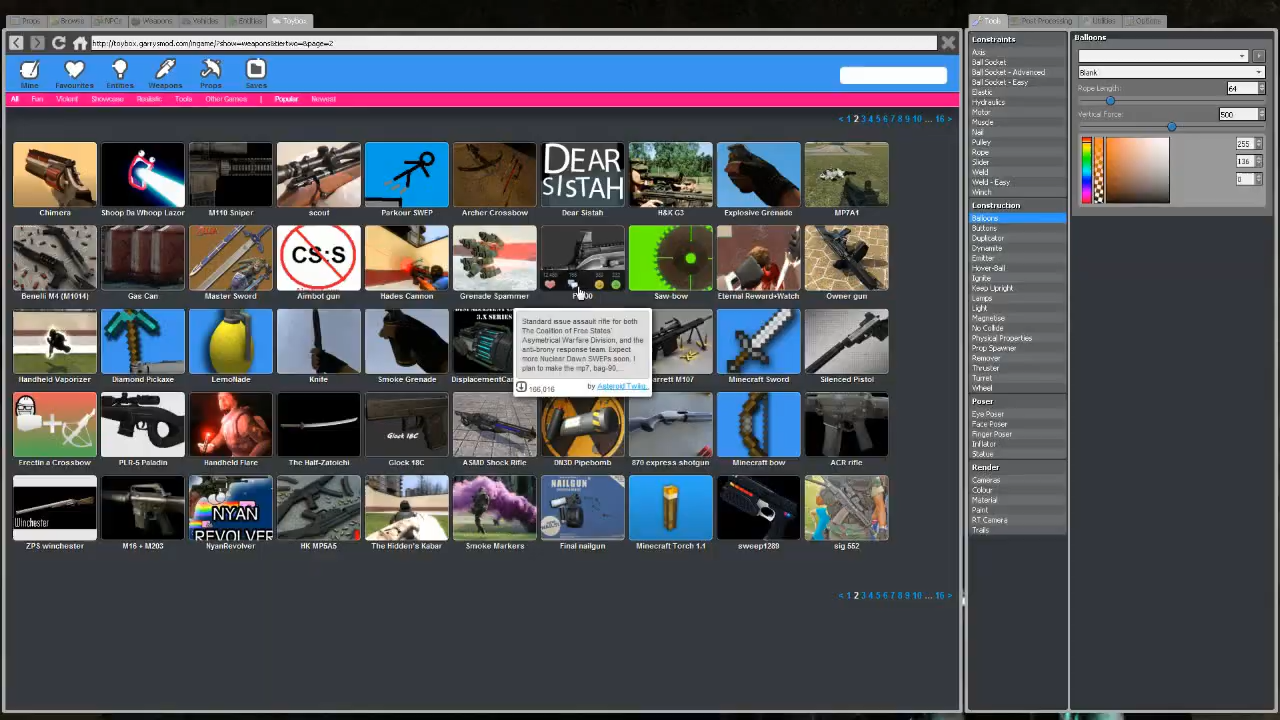 Props Browse NPCs Weapons Vehicles Entities Toybox
http://toybox.garrysmod.com/ingame/?show=weapons&tiertwo=&page=2
Mine Favourites Entities Weapons Props Saves
All Fun Violent Showcase Realistic Tools Other Games | Popular Newest
< 1 2 3 4 5 6 7 8 9 10 ... 16 >
DEAR
SISTAH
Chimera Shoop Da Whoop Lazor M110 Sniper scout Parkour SWEP Archer Crossbow Dear Sistah H&K G3 Explosive Grenade MP7A1
CS:S
Benelli M4 (M1014) Gas Can Master Sword Aimbot gun Hades Cannon Grenade Spammer Saw-bow Eternal Reward+Watch Owner gun
Standard issue assault rifle for both
The Coalition of Free States'
Asymetrical Warfare Division, and the
anti-brony response team. Expect
more Nuclear Dawn SWEPs soon. I
plan to make the mp7, bag-90,...
166,016 by Asteroid Twilig..
3.X SERIES
Handheld Vaporizer Diamond Pickaxe LemoNade Knife Smoke Grenade Minecraft Sword Silenced Pistol
Glock 18C
Erectin a Crossbow PLR-5 Paladin Handheld Flare The Half-Zatoichi Glock 18C ASMD Shock Rifle DN3D Pipebomb 870 express shotgun Minecraft bow ACR rifle
Winchester
NYAN
REVOLVER
NAILGUN
ZPS winchester M16 + M203 NyanRevolver HK MP5A5 The Hidden's Kabar Smoke Markers Final nailgun Minecraft Torch 1.1 sweep1289 sig 552
< 1 2 3 4 5 6 7 8 9 10 ... 16 >
Tools Post Processing Utilities Options
Constraints
Axis
Ball Socket
Ball Socket - Advanced
Ball Socket - Easy
Elastic
Hydraulics
Motor
Muscle
Nail
Pulley
Rope
Slider
Weld
Weld - Easy
Winch
Construction
Balloons
Buttons
Duplicator
Dynamite
Emitter
Hover-Ball
Ignite
Keep Upright
Lamps
Light
Magnetise
No Collide
Physical Properties
Prop Spawner
Remover
Thruster
Turret
Wheel
Poser
Eye Poser
Face Poser
Finger Poser
Inflator
Statue
Render
Cameras
Colour
Material
Paint
RT Camera
Trails
Balloons
Blank
Rope Length: 64
Vertical Force: 500
255
136
0